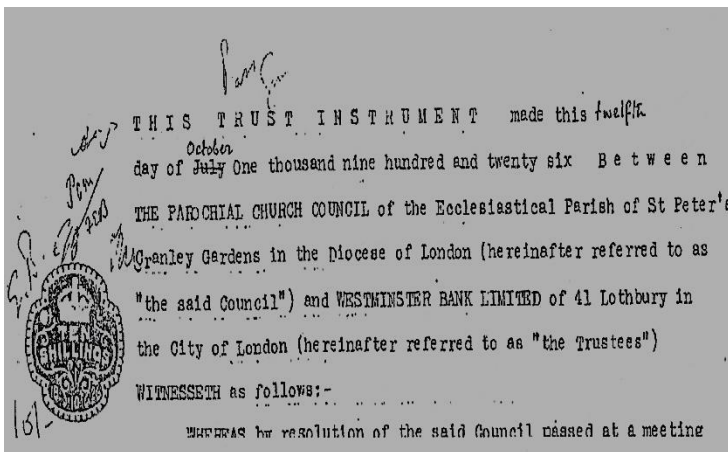 THIS TRUST INSTRUMENT made this twelfth
October
day of July One thousand nine hundred and twenty six Between
THE PAROCHIAL CHURCH COUNCIL of the Ecclesiastical Parish of St Peter's
Cranley Gardens in the Diocese of London (hereinafter referred to as
"the said Council") and WESTMINSTER BANK LIMITED of 41 Lothbury in
the City of London (hereinafter referred to as "the Trustees")
WITNESSETH as follows:-
WHEREAS by resolution of the said Council passed at a meeting
TEN
SHILLINGS
10/-